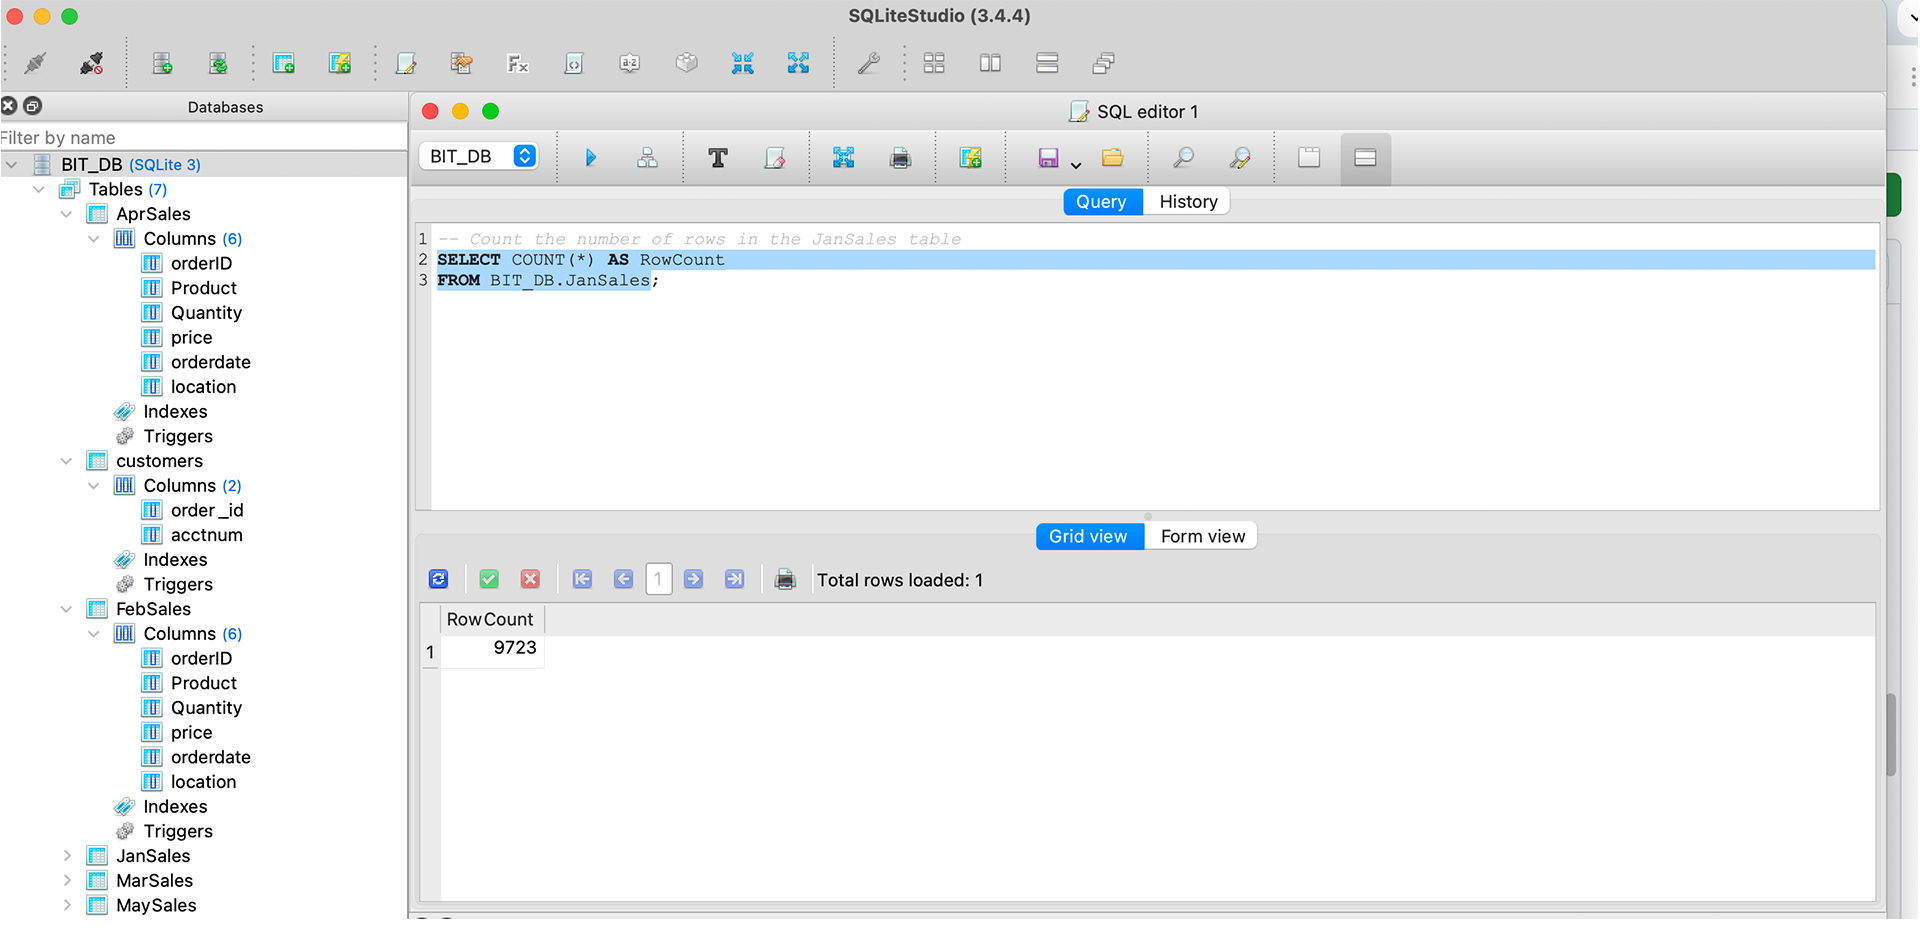 SQLiteStudio (3.4.4)
Databases
Filter by name
BIT_DB (SQLite 3)
Tables (7)
AprSales
Columns (6)
orderID
Product
Quantity
price
orderdate
location
Indexes
Triggers
customers
Columns (2)
order_id
acctnum
Indexes
Triggers
FebSales
Columns (6)
orderID
Product
Quantity
price
orderdate
location
Indexes
Triggers
JanSales
MarSales
MaySales
SQL editor 1
BIT_DB
Query History
1 -- Count the number of rows in the JanSales table
2 SELECT COUNT(*) AS RowCount
3 FROM BIT_DB.JanSales;
Grid view Form view
1 Total rows loaded: 1
RowCount
1 9723